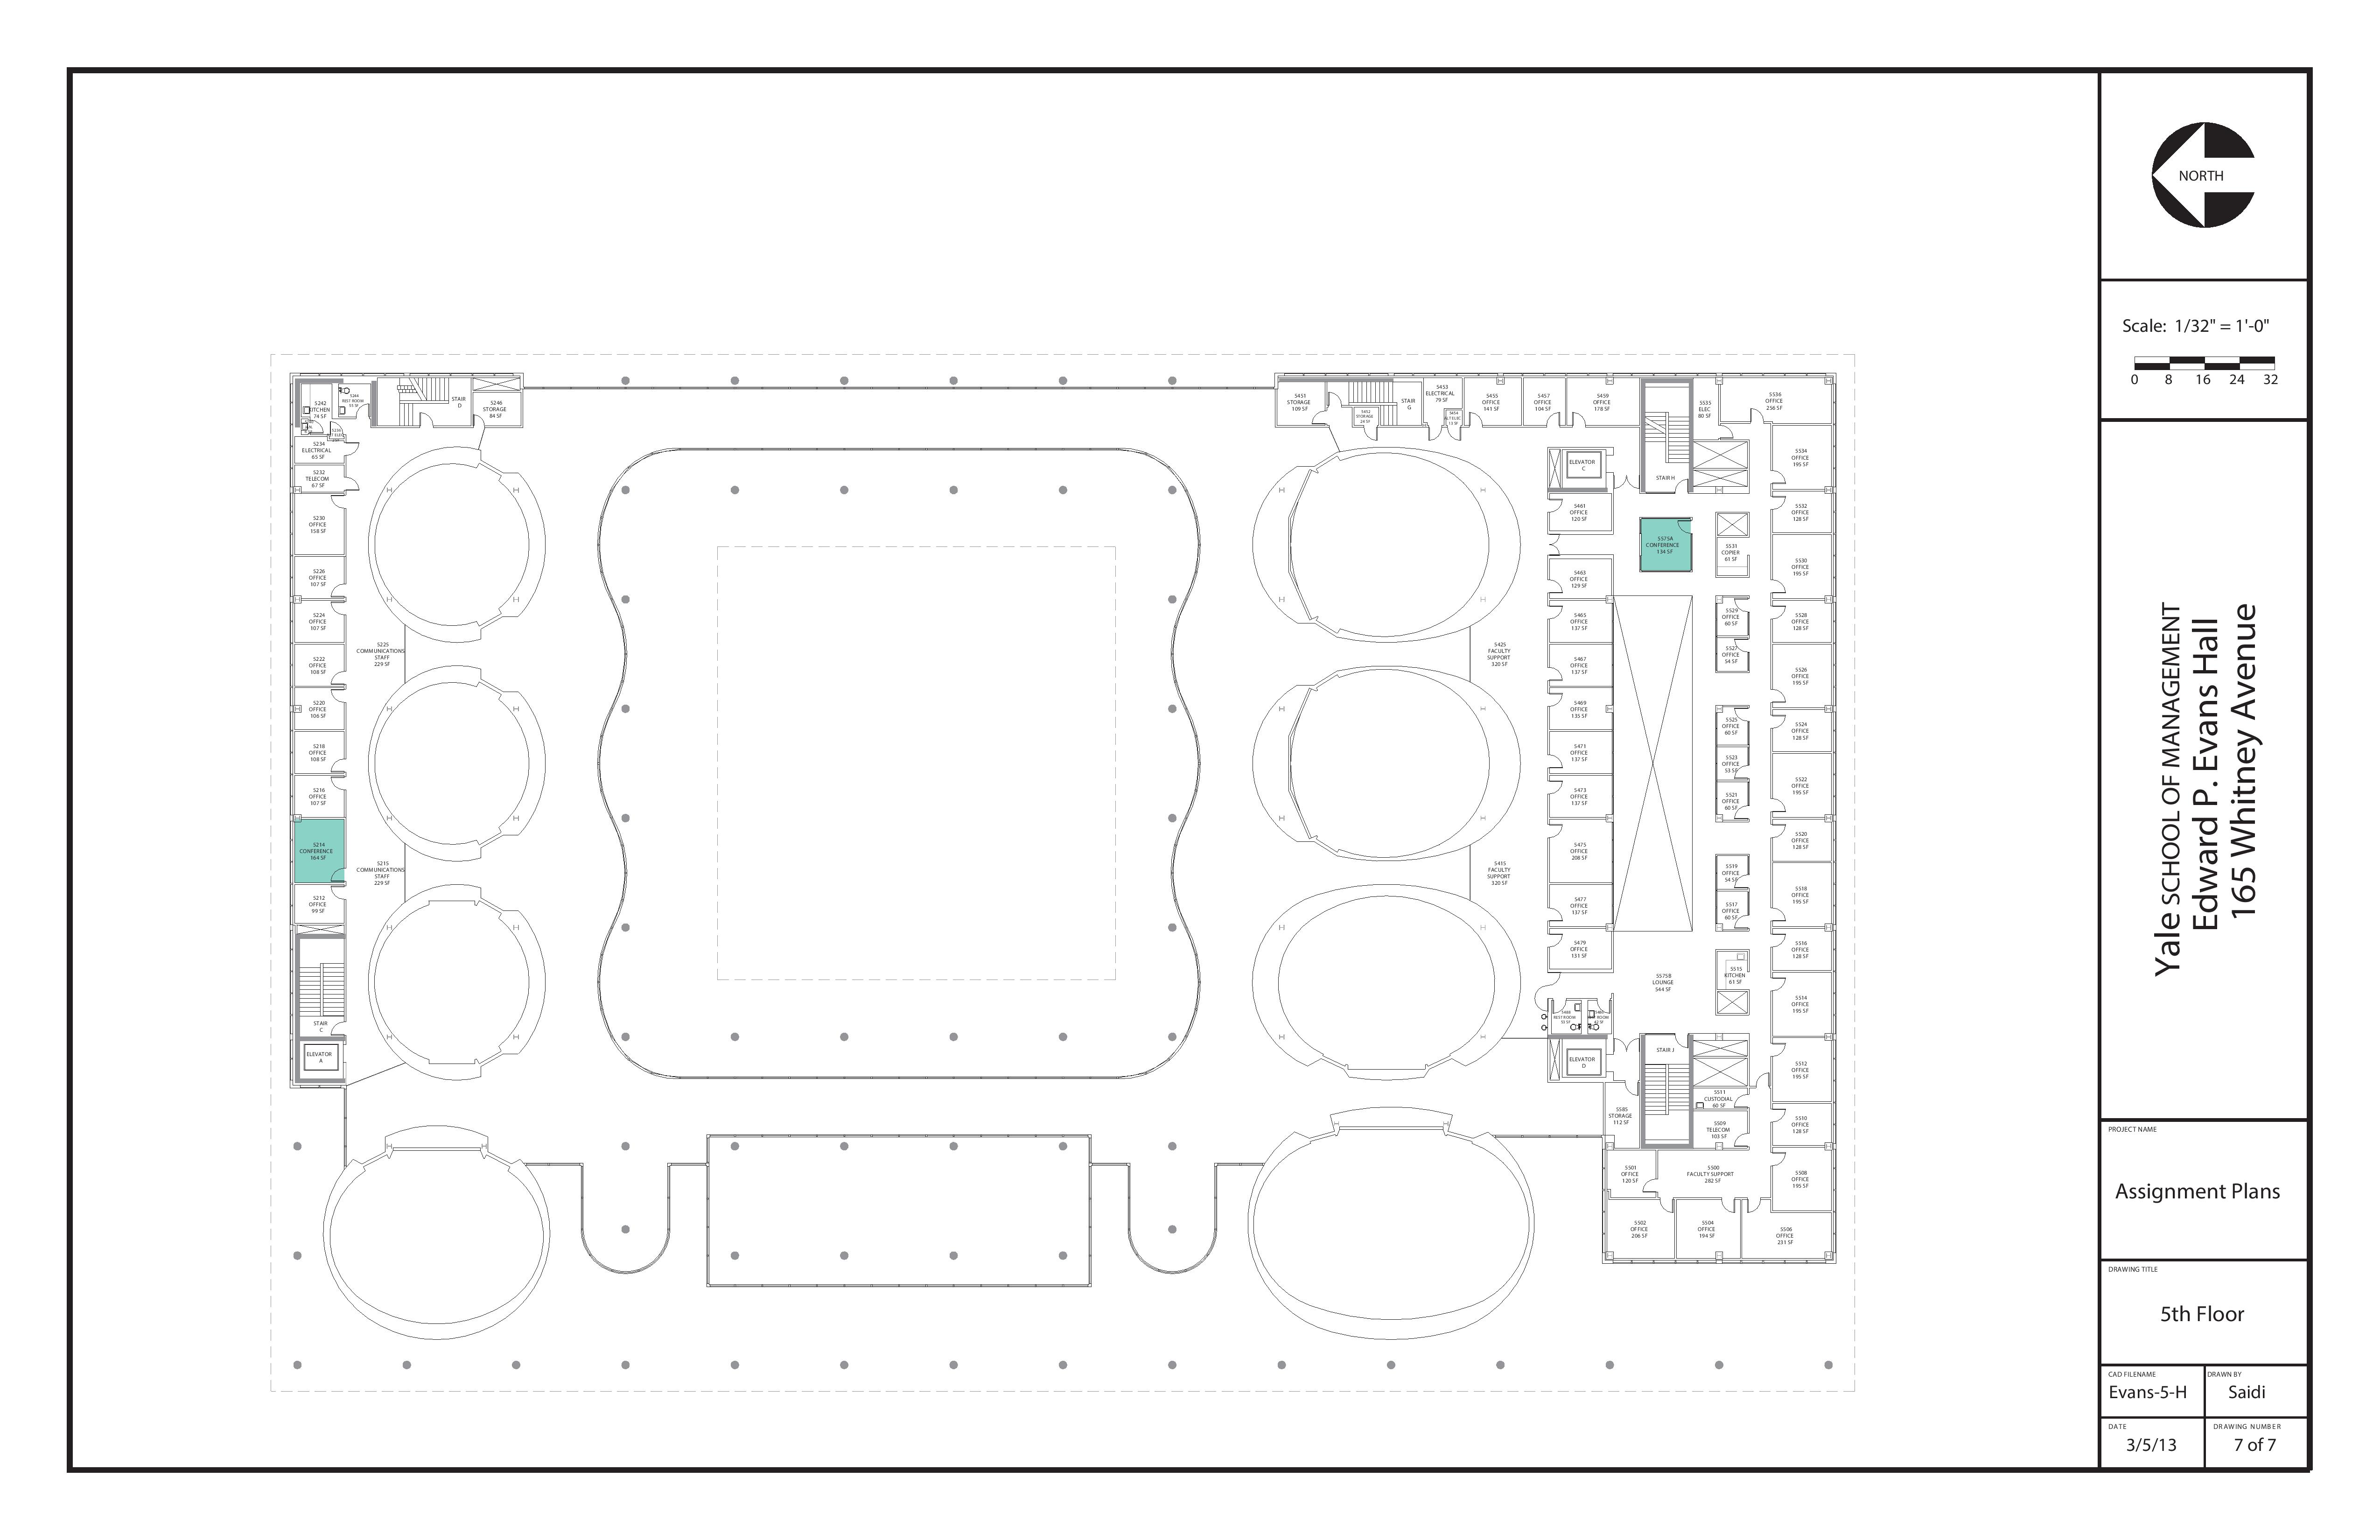 NORTH
Scale: 1/32" = 1'-0"
0 8 16 24 32
Yale SCHOOL OF MANAGEMENT
Edward P. Evans Hall
165 Whitney Avenue
PROJECT NAME
Assignment Plans
DRAWING TITLE
5th Floor
CAD FILENAME
Evans-5-H
DRAWN BY
Saidi
DATE
3/5/13
DRAWING NUMBER
7 of 7
5242
KITCHEN
74 SF
5244
REST ROOM
STAIR
D
5246
STORAGE
84 SF
5234
ELECTRICAL
65 SF
5232
TELECOM
67 SF
5230
OFFICE
158 SF
5226
OFFICE
107 SF
5224
OFFICE
107 SF
5222
OFFICE
108 SF
5220
OFFICE
106 SF
5218
OFFICE
108 SF
5216
OFFICE
107 SF
5214
CONFERENCE
164 SF
5212
OFFICE
99 SF
STAIR
C
ELEVATOR
A
5225
COMMUNICATIONS
STAFF
229 SF
5215
COMMUNICATIONS
STAFF
229 SF
5451
STORAGE
109 SF
5452
STORAGE
STAIR
G
5453
ELECTRICAL
79 SF
5454
13 SF
5455
OFFICE
141 SF
5457
OFFICE
104 SF
5459
OFFICE
178 SF
ELEVATOR
C
STAIR H
5535
ELEC
80 SF
5536
OFFICE
256 SF
5461
OFFICE
120 SF
5463
OFFICE
129 SF
5465
OFFICE
137 SF
5467
OFFICE
137 SF
5469
OFFICE
135 SF
5471
OFFICE
137 SF
5473
OFFICE
137 SF
5475
OFFICE
208 SF
5477
OFFICE
137 SF
5479
OFFICE
131 SF
5425
FACULTY
SUPPORT
320 SF
5415
FACULTY
SUPPORT
320 SF
5575A
CONFERENCE
134 SF
5531
COPIER
61 SF
5529
OFFICE
60 SF
5527
OFFICE
54 SF
5525
OFFICE
60 SF
5523
OFFICE
53 SF
5521
OFFICE
60 SF
5519
OFFICE
54 SF
5517
OFFICE
60 SF
5515
KITCHEN
61 SF
5575B
LOUNGE
544 SF
REST ROOM
ELEVATOR
D
STAIR J
5511
CUSTODIAL
60 SF
5509
TELECOM
103 SF
5585
STORAGE
112 SF
5501
OFFICE
120 SF
5500
FACULTY SUPPORT
282 SF
5502
OFFICE
206 SF
5504
OFFICE
194 SF
5506
OFFICE
231 SF
5534
OFFICE
195 SF
5532
OFFICE
128 SF
5530
OFFICE
195 SF
5528
OFFICE
128 SF
5526
OFFICE
195 SF
5524
OFFICE
128 SF
5522
OFFICE
195 SF
5520
OFFICE
128 SF
5518
OFFICE
195 SF
5516
OFFICE
128 SF
5514
OFFICE
195 SF
5512
OFFICE
195 SF
5510
OFFICE
128 SF
5508
OFFICE
195 SF